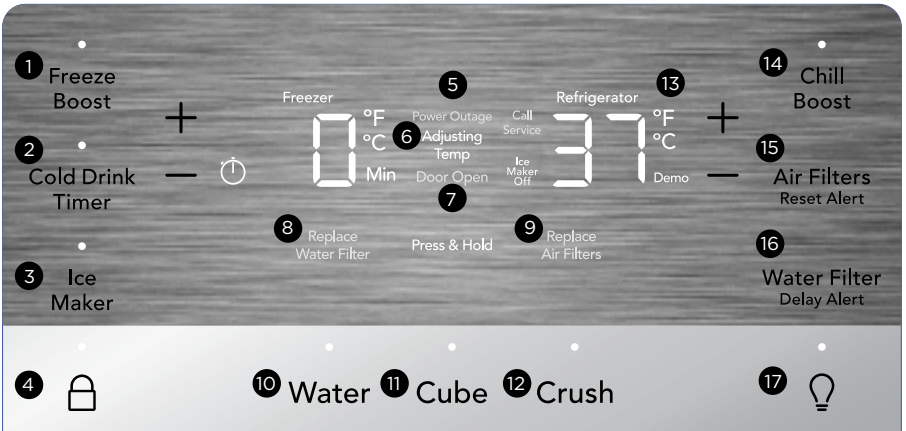 1
Freeze
Boost
2
Cold Drink
Timer
3
Ice
Maker
4
Freezer
0 °F
°C
Min
5
Power Outage
6 Adjusting
Temp
Door Open
7
Call
Service
Ice
Maker
Off
Refrigerator
13
37 °F
°C
Demo
8
Replace
Water Filter
Press & Hold
9
Replace
Air Filters
14
Chill
Boost
15
Air Filters
Reset Alert
16
Water Filter
Delay Alert
10 Water
11 Cube
12 Crush
17